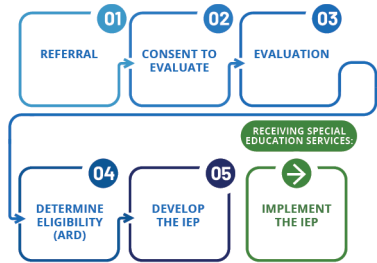 01
REFERRAL
02
CONSENT TO
EVALUATE
03
EVALUATION
04
DETERMINE
ELIGIBILITY
(ARD)
05
DEVELOP
THE IEP
RECEIVING SPECIAL
EDUCATION SERVICES:
IMPLEMENT
THE IEP